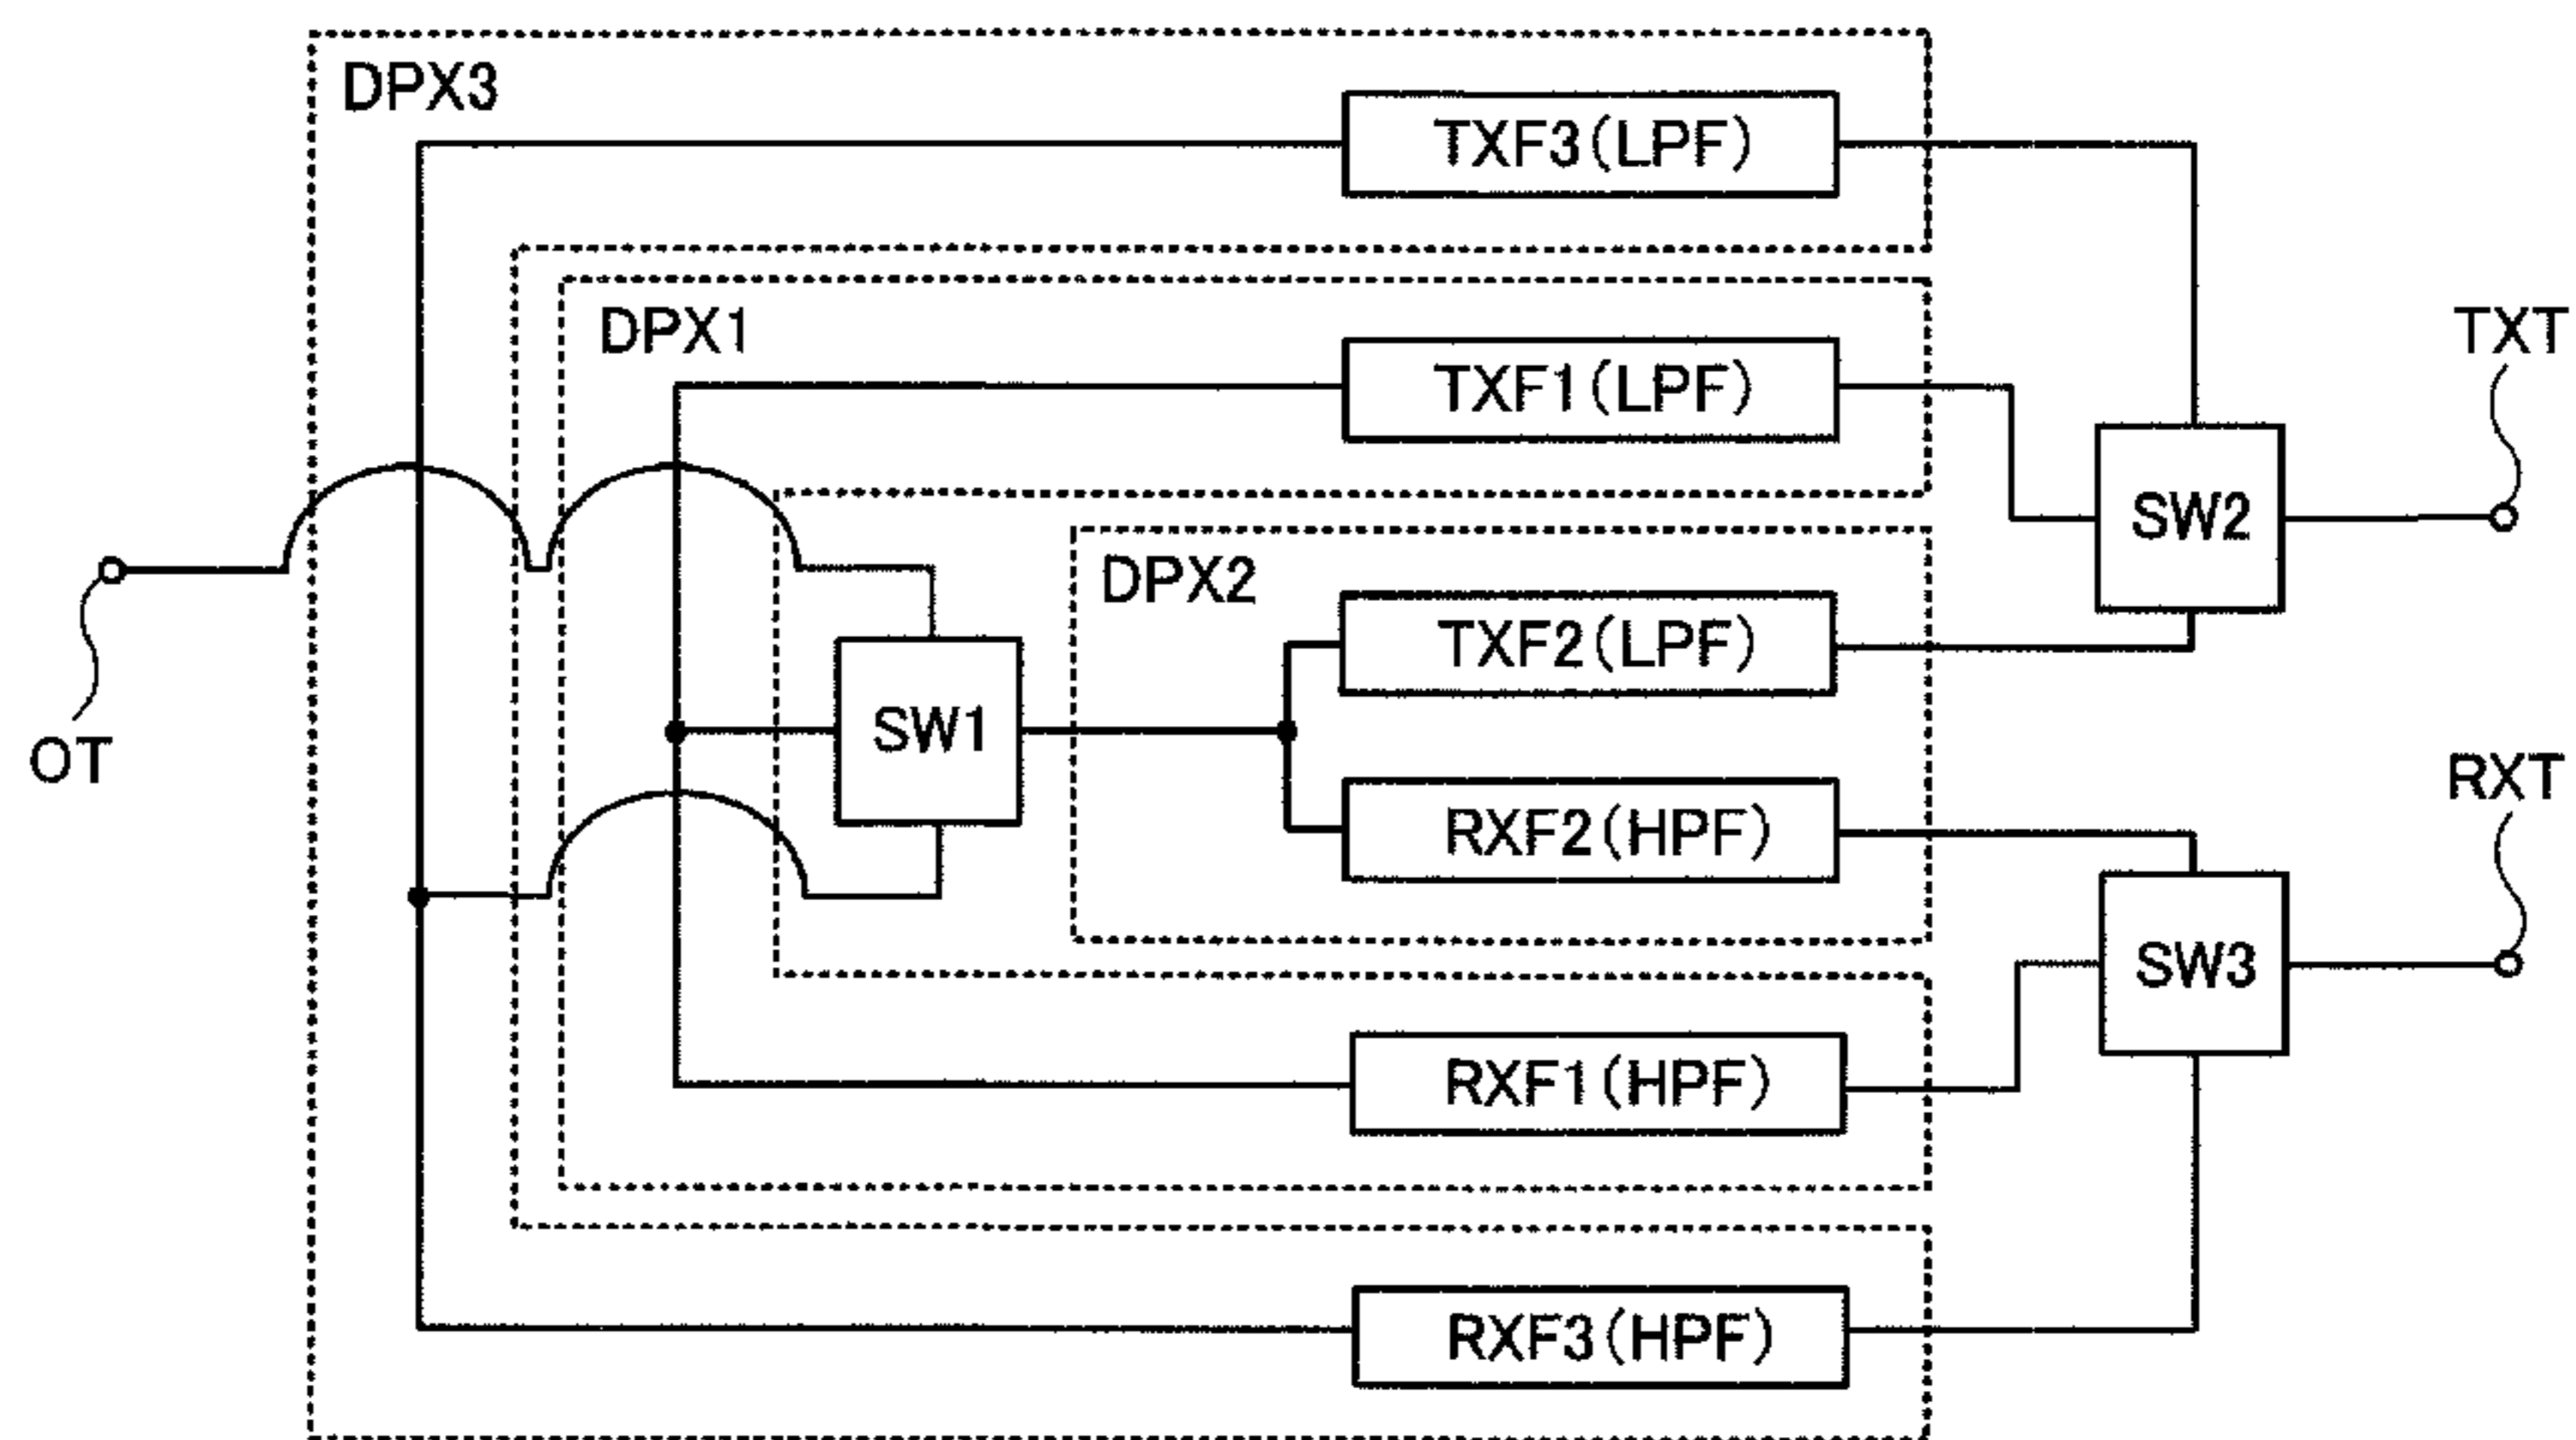 DPX3
TXF3(LPF)
DPX1
TXF1(LPF)
TXT
SW2
DPX2
TXF2(LPF)
OT
SW1
RXF2(HPF)
RXT
SW3
RXF1(HPF)
RXF3(HPF)